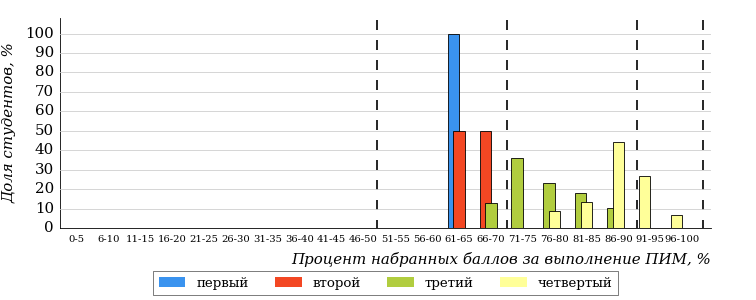 Доля студентов, %
100
90
80
70
60
50
40
30
20
10
0
0-5 6-10 11-15 16-20 21-25 26-30 31-35 36-40 41-45 46-50 51-55 56-60 61-65 66-70 71-75 76-80 81-85 86-90 91-95 96-100
Процент набранных баллов за выполнение ПИМ, %
первый второй третий четвертый